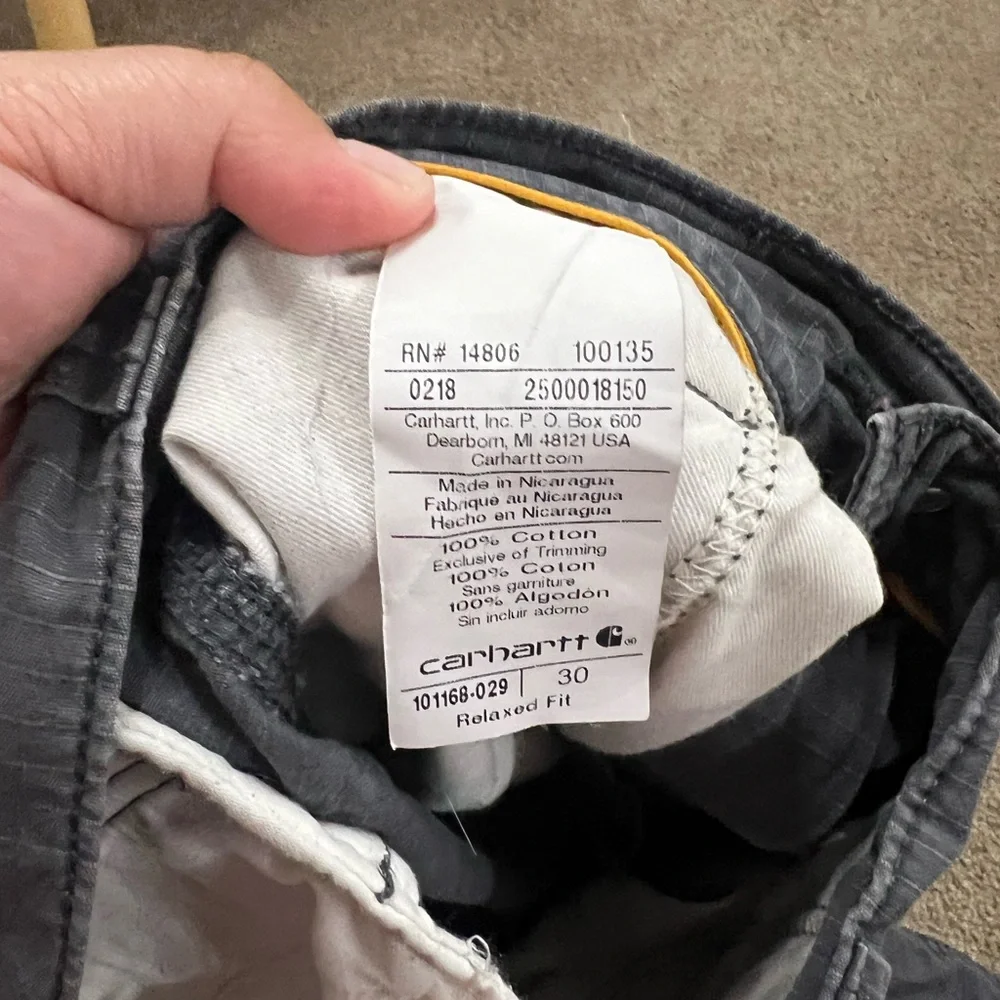 RN# 14806 100135
0218 2500018150
Carhartt, Inc. P. O. Box 600
Dearborn, MI 48121 USA
Carhartt.com
Made in Nicaragua
Fabriqué au Nicaragua
Hecho en Nicaragua
100% Cotton
Exclusive of Trimming
100% Coton
Sans garniture
100% Algodón
Sin incluir adorno
carhartt
101168-029 | 30
Relaxed Fit